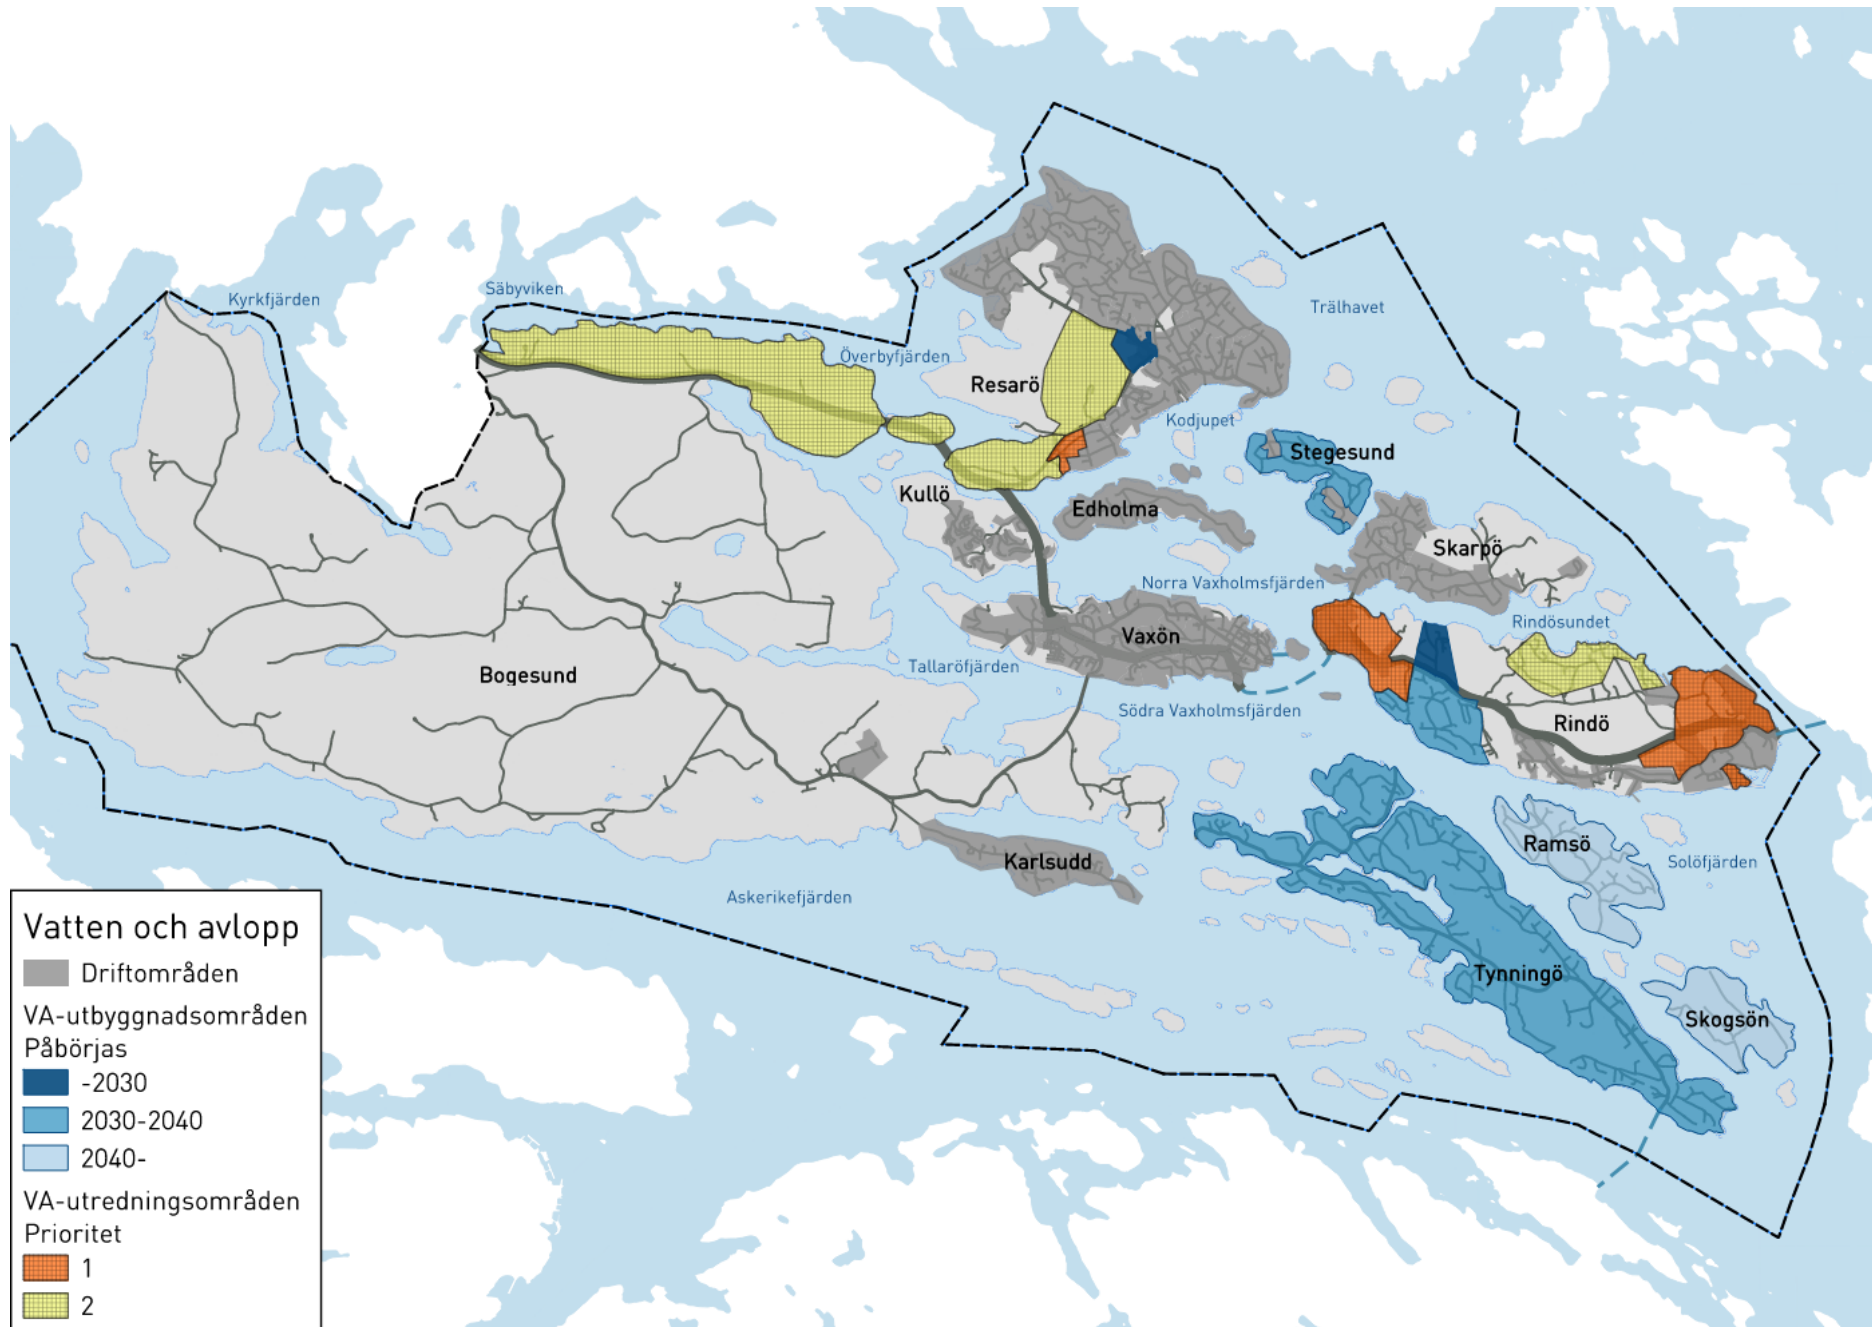 Kyrkfjärden
Säbyviken
Trälhavet
Överbyfjärden
Resarö
Kodjupet
Stegesund
Kullö
Edholma
Skarpö
Norra Vaxholmsfjärden
Rindösundet
Vaxön
Tallaröfjärden
Bogesund
Södra Vaxholmsfjärden
Rindö
Ramsö
Karlsudd
Solöfjärden
Askerikefjärden
Tynningö
Skogsön
Vatten och avlopp
Driftområden
VA-utbyggnadsområden
Påbörjas
-2030
2030-2040
2040-
VA-utredningsområden
Prioritet
1
2